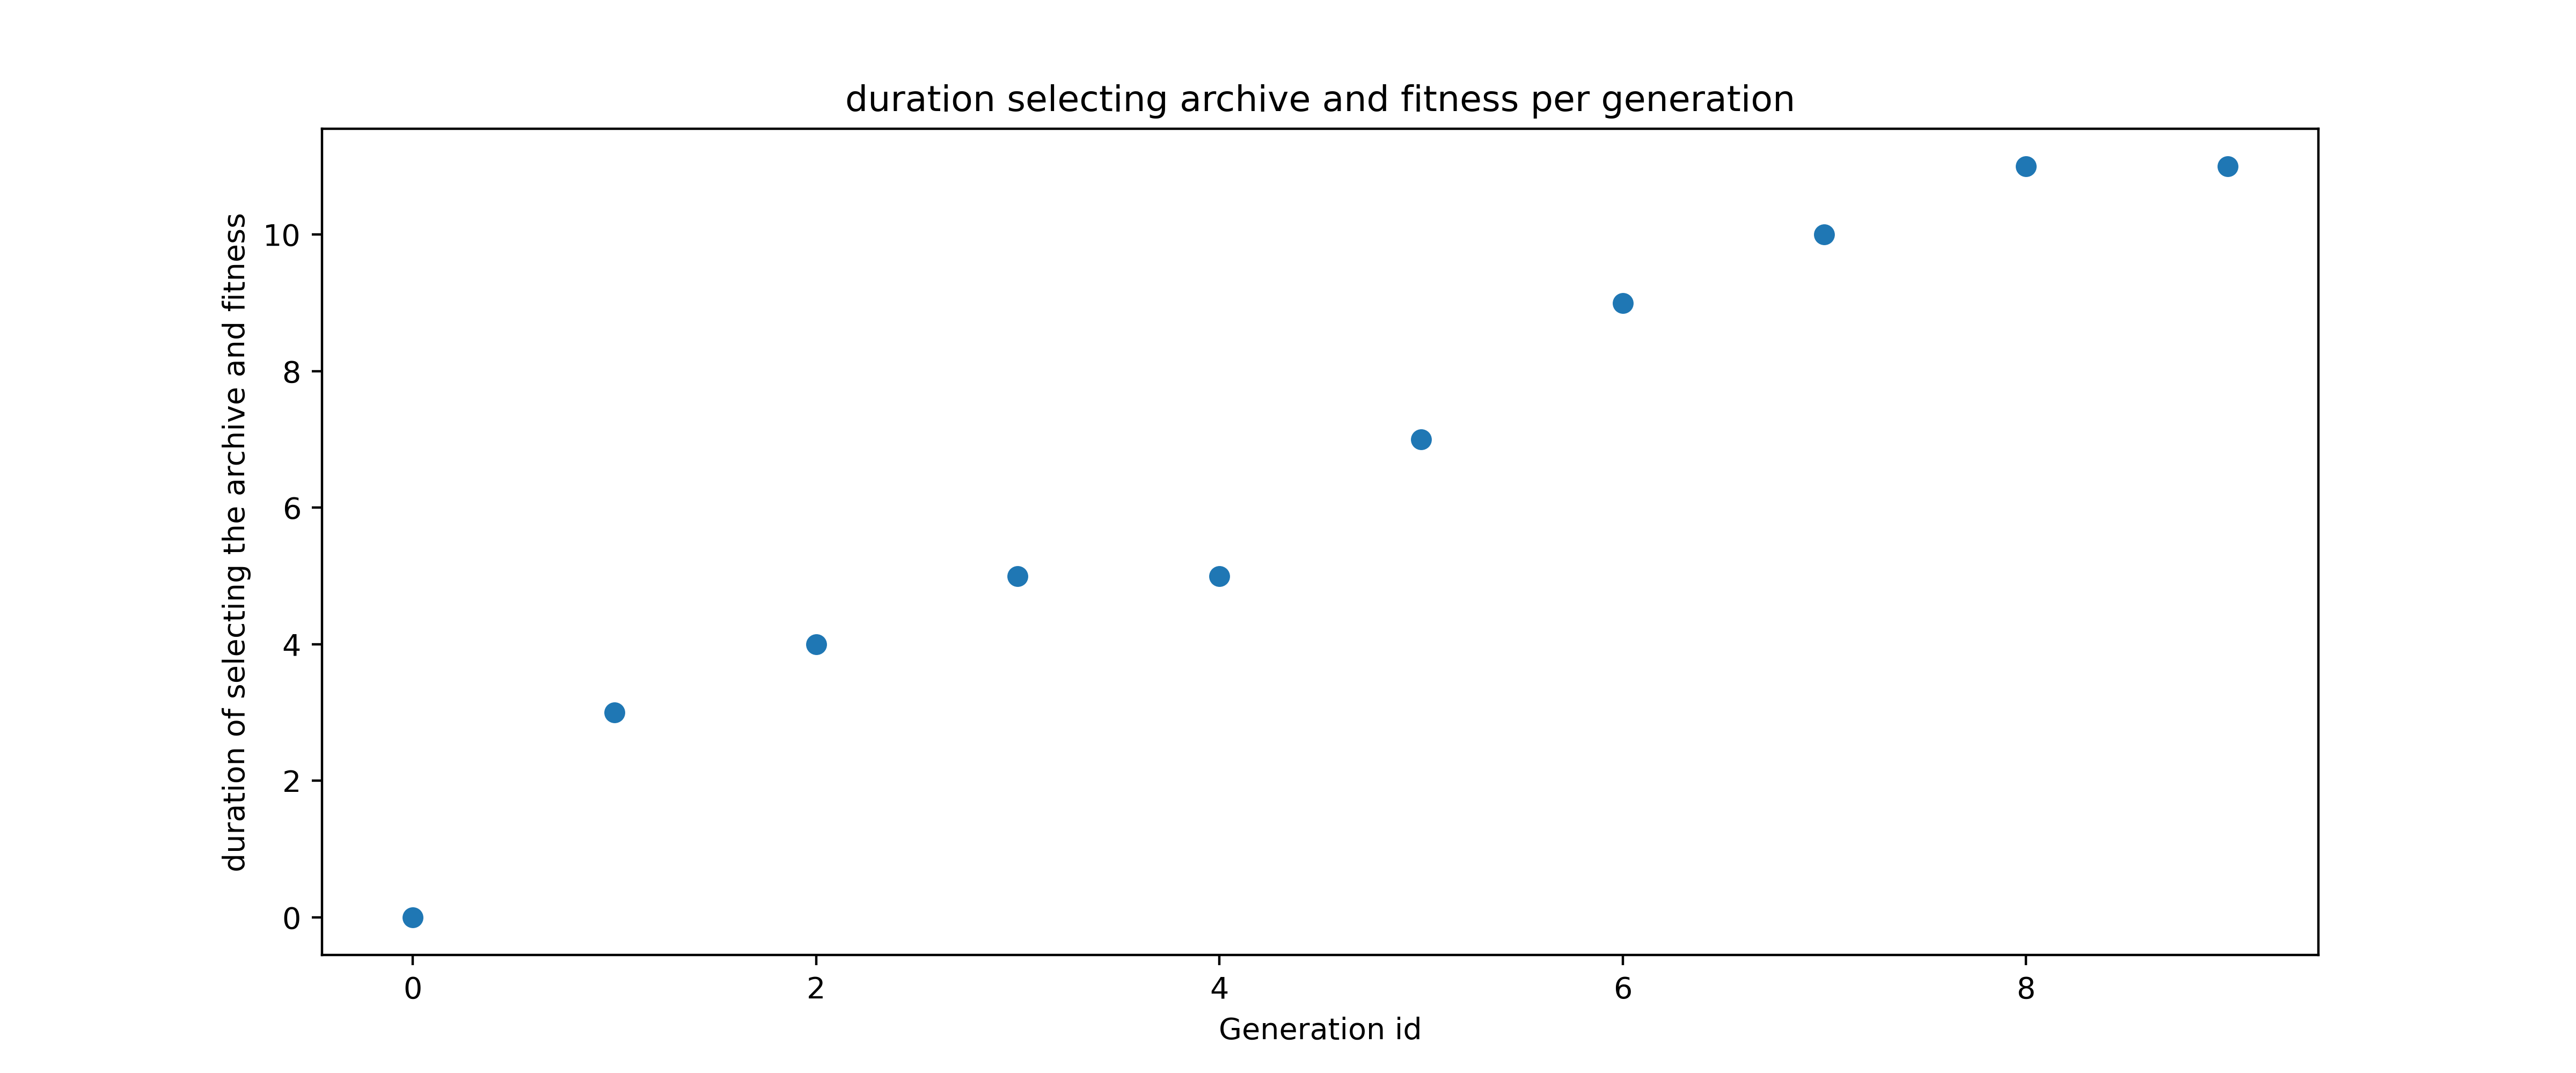 duration selecting archive and fitness per generation
duration of selecting the archive and fitness
10
8
6
4
2
0
0 2 4 6 8
Generation id